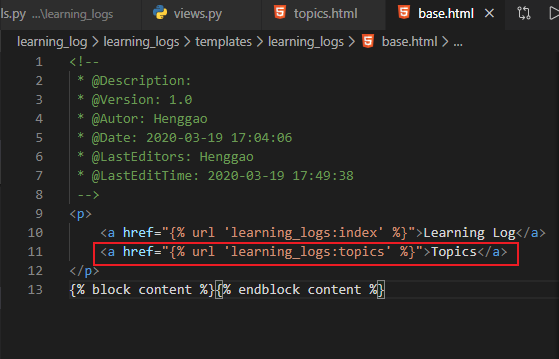 ls.py ...\learning_logs views.py topics.html base.html
learning_log > learning_logs > templates > learning_logs > base.html > ...
1 <!--
2 * @Description:
3 * @Version: 1.0
4 * @Autor: Henggao
5 * @Date: 2020-03-19 17:04:06
6 * @LastEditors: Henggao
7 * @LastEditTime: 2020-03-19 17:49:38
8 -->
9 <p>
10 <a href="{% url 'learning_logs:index' %}">Learning Log</a>
11 <a href="{% url 'learning_logs:topics' %}">Topics</a>
12 </p>
13 {% block content %}{% endblock content %}